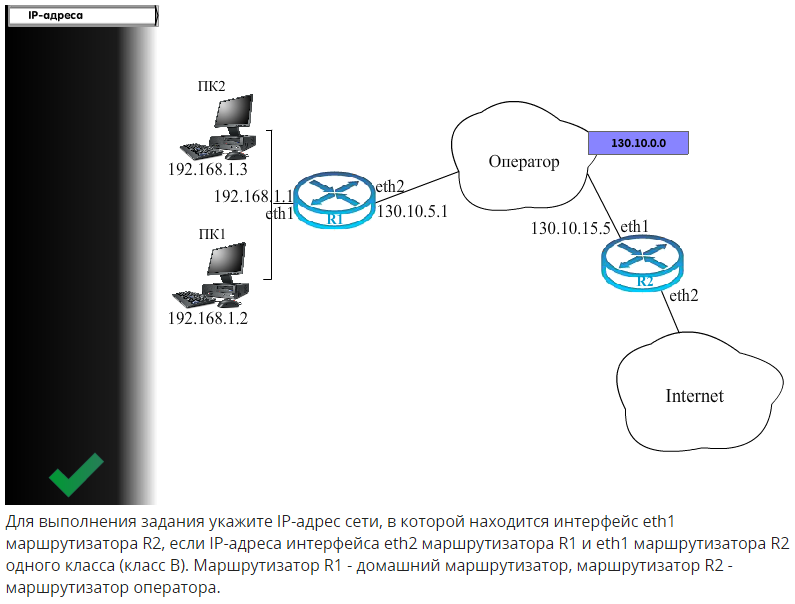 IP-адреса
ПК2
192.168.1.3
192.168.1.1
eth1
R1
eth2
130.10.5.1
ПК1
192.168.1.2
Оператор
130.10.0.0
130.10.15.5
eth1
R2
eth2
Internet
Для выполнения задания укажите IP-адрес сети, в которой находится интерфейс eth1
маршрутизатора R2, если IP-адреса интерфейса eth2 маршрутизатора R1 и eth1 маршрутизатора R2
одного класса (класс B). Маршрутизатор R1 - домашний маршрутизатор, маршрутизатор R2 -
маршрутизатор оператора.